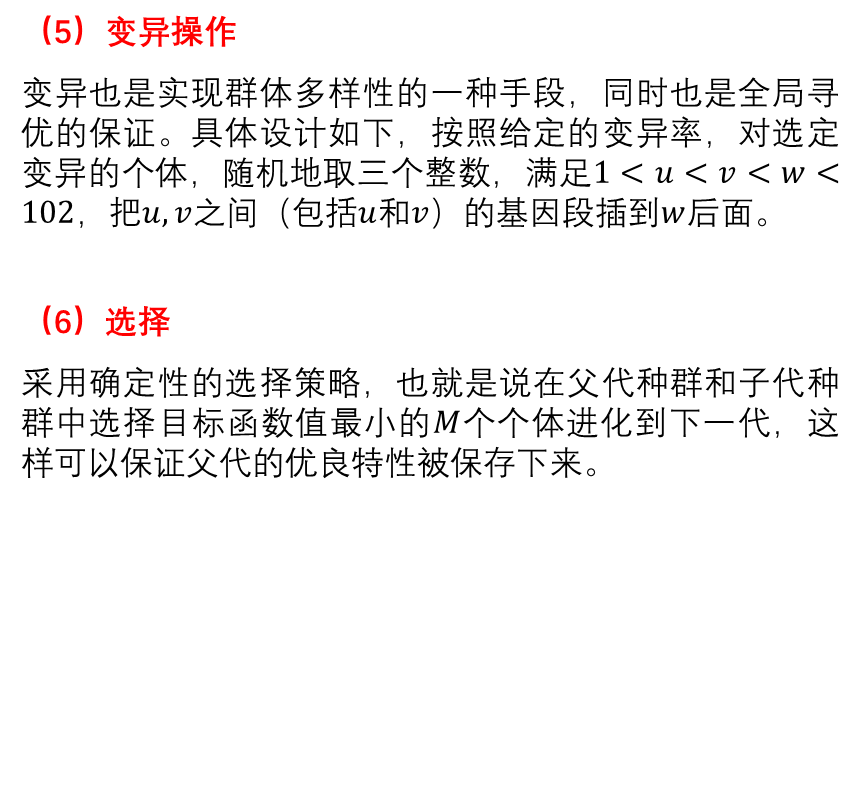 （5）变异操作
变异也是实现群体多样性的一种手段，同时也是全局寻
优的保证。具体设计如下，按照给定的变异率，对选定
变异的个体，随机地取三个整数，满足1 < u < v < w <
102，把u, v之间（包括u和v）的基因段插到w后面。
（6）选择
采用确定性的选择策略，也就是说在父代种群和子代种
群中选择目标函数值最小的M个个体进化到下一代，这
样可以保证父代的优良特性被保存下来。